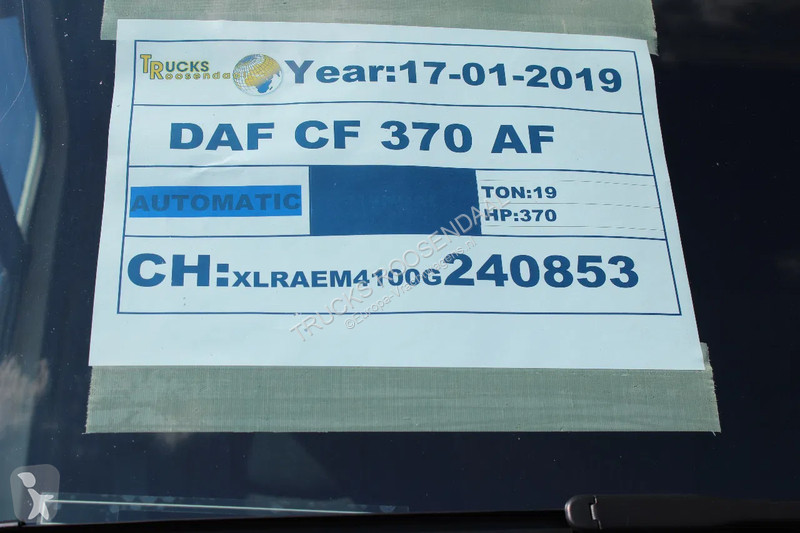 TRUCKS Roosendaal Year:17-01-2019
DAF CF 370 AF
AUTOMATIC
TON:19
HP:370
CH:XLRAEM4100G240853
TRUCKS ROOSENDAAL